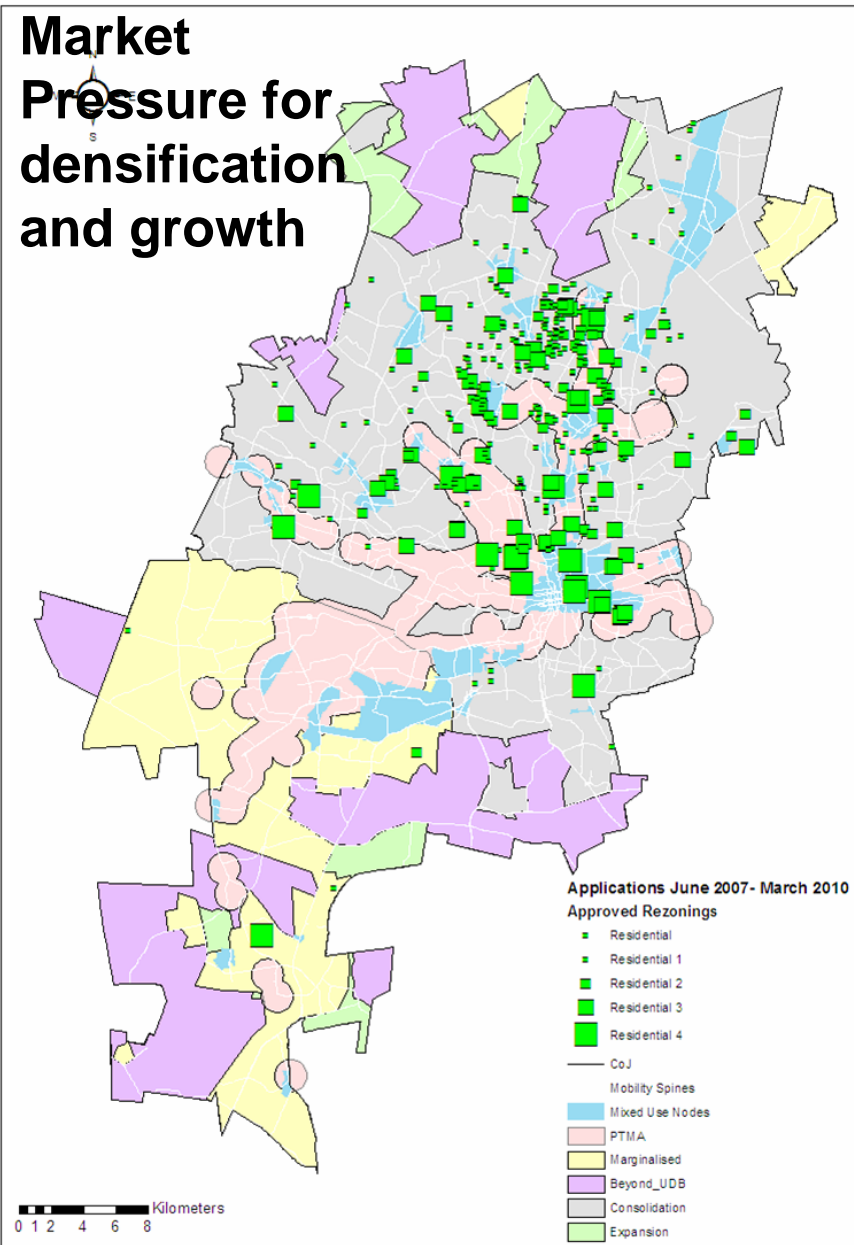 Market
Pressure for
densification
and growth
N
E
S
Applications June 2007- March 2010
Approved Rezonings
Residential
Residential 1
Residential 2
Residential 3
Residential 4
CoJ
Mobility Spines
Mixed Use Nodes
PTMA
Marginalised
Beyond_UDB
Consolidation
Expansion
Kilometers
0 1 2 4 6 8